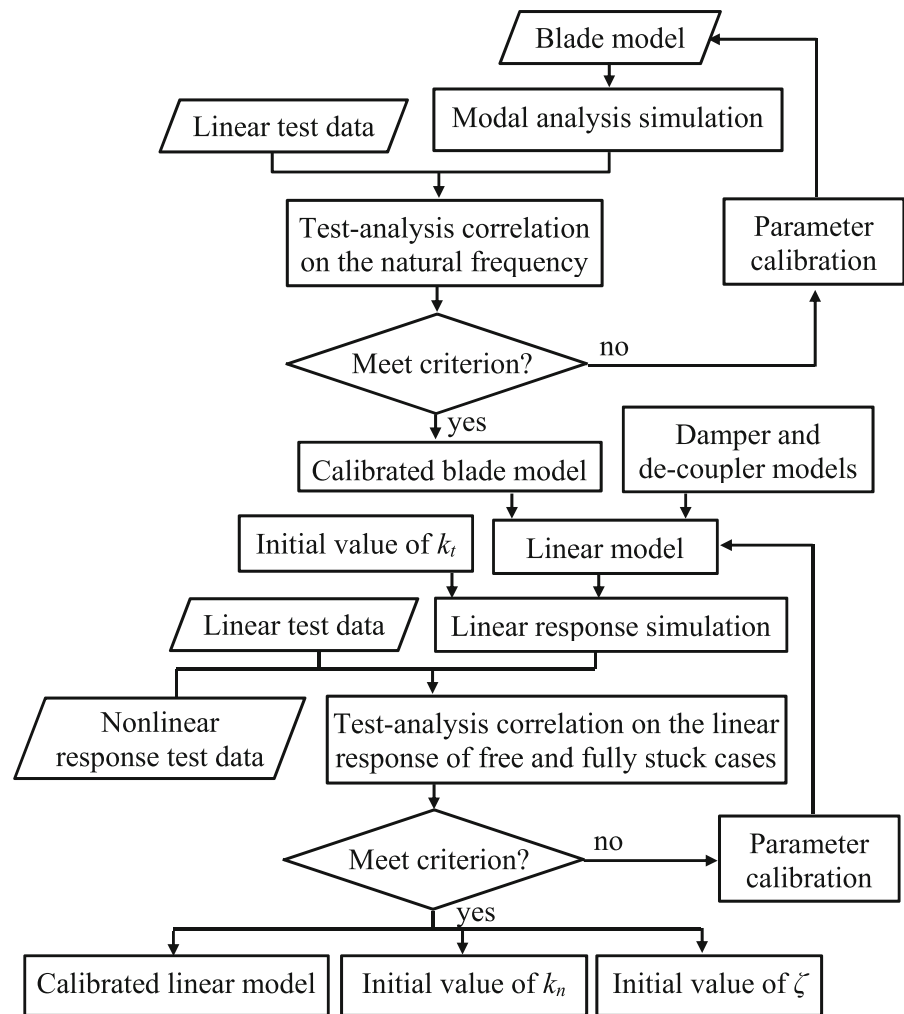 Blade model
Linear test data
Modal analysis simulation
Test-analysis correlation
on the natural frequency
Parameter
calibration
Meet criterion?
no
yes
Calibrated blade model
Damper and
de-coupler models
Initial value of kₜ
Linear model
Linear test data
Linear response simulation
Nonlinear
response test data
Test-analysis correlation on the linear
response of free and fully stuck cases
Meet criterion?
no
Parameter
calibration
yes
Calibrated linear model
Initial value of kₙ
Initial value of ζ